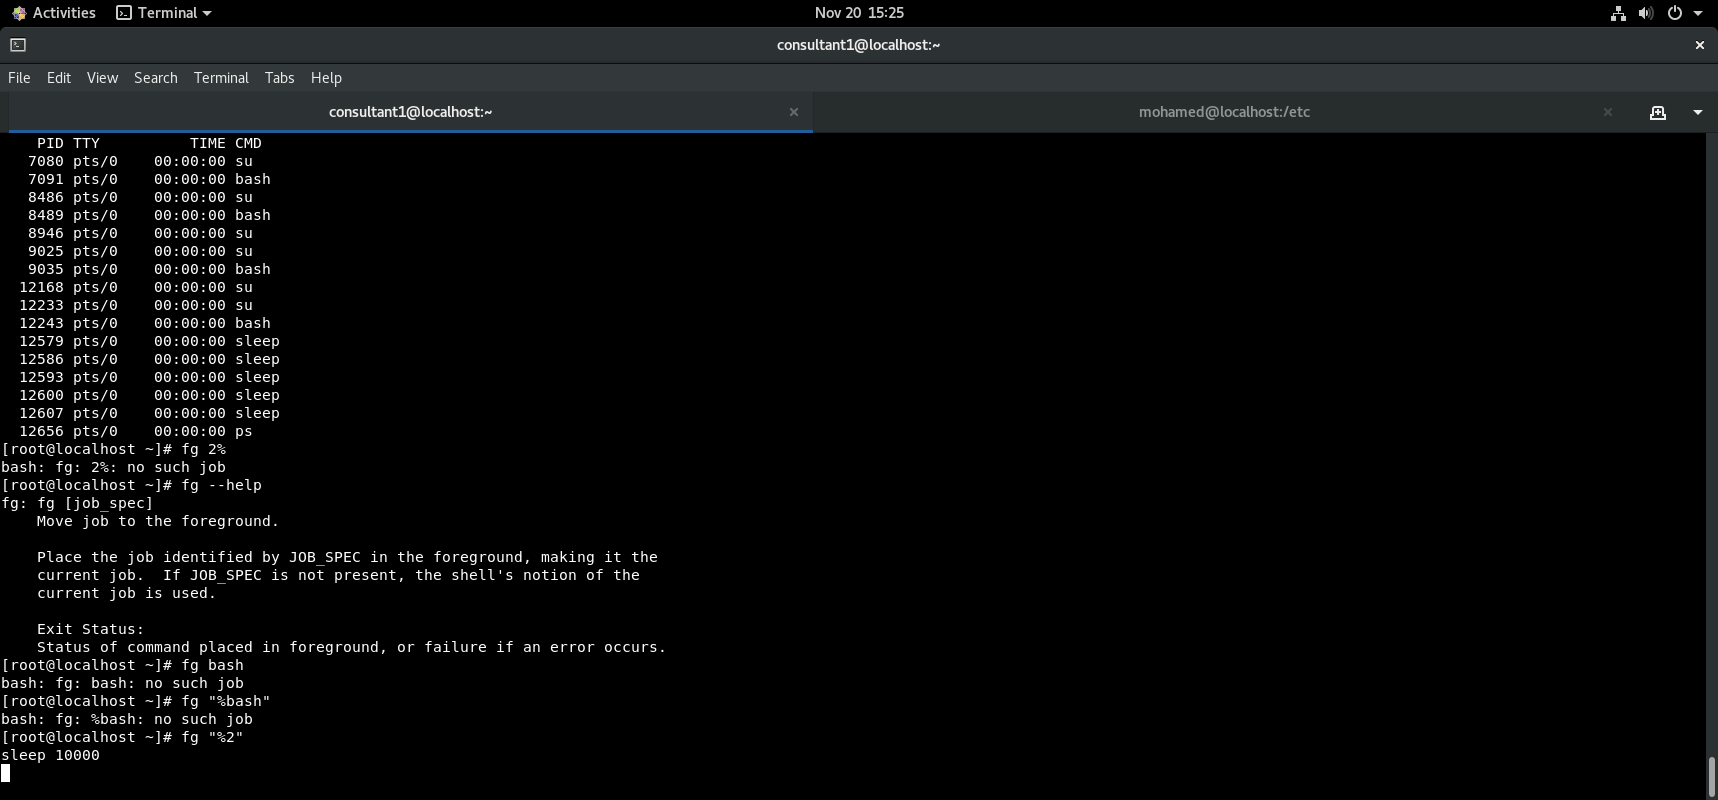 Activities Terminal Nov 20 15:25
consultant1@localhost:~
File Edit View Search Terminal Tabs Help
consultant1@localhost:~ mohamed@localhost:/etc
    PID TTY          TIME CMD
   7080 pts/0    00:00:00 su
   7091 pts/0    00:00:00 bash
   8486 pts/0    00:00:00 su
   8489 pts/0    00:00:00 bash
   8946 pts/0    00:00:00 su
   9025 pts/0    00:00:00 su
   9035 pts/0    00:00:00 bash
  12168 pts/0    00:00:00 su
  12233 pts/0    00:00:00 su
  12243 pts/0    00:00:00 bash
  12579 pts/0    00:00:00 sleep
  12586 pts/0    00:00:00 sleep
  12593 pts/0    00:00:00 sleep
  12600 pts/0    00:00:00 sleep
  12607 pts/0    00:00:00 sleep
  12656 pts/0    00:00:00 ps
[root@localhost ~]# fg 2%
bash: fg: 2%: no such job
[root@localhost ~]# fg --help
fg: fg [job_spec]
    Move job to the foreground.

    Place the job identified by JOB_SPEC in the foreground, making it the
    current job.  If JOB_SPEC is not present, the shell's notion of the
    current job is used.

    Exit Status:
    Status of command placed in foreground, or failure if an error occurs.
[root@localhost ~]# fg bash
bash: fg: bash: no such job
[root@localhost ~]# fg "%bash"
bash: fg: %bash: no such job
[root@localhost ~]# fg "%2"
sleep 10000